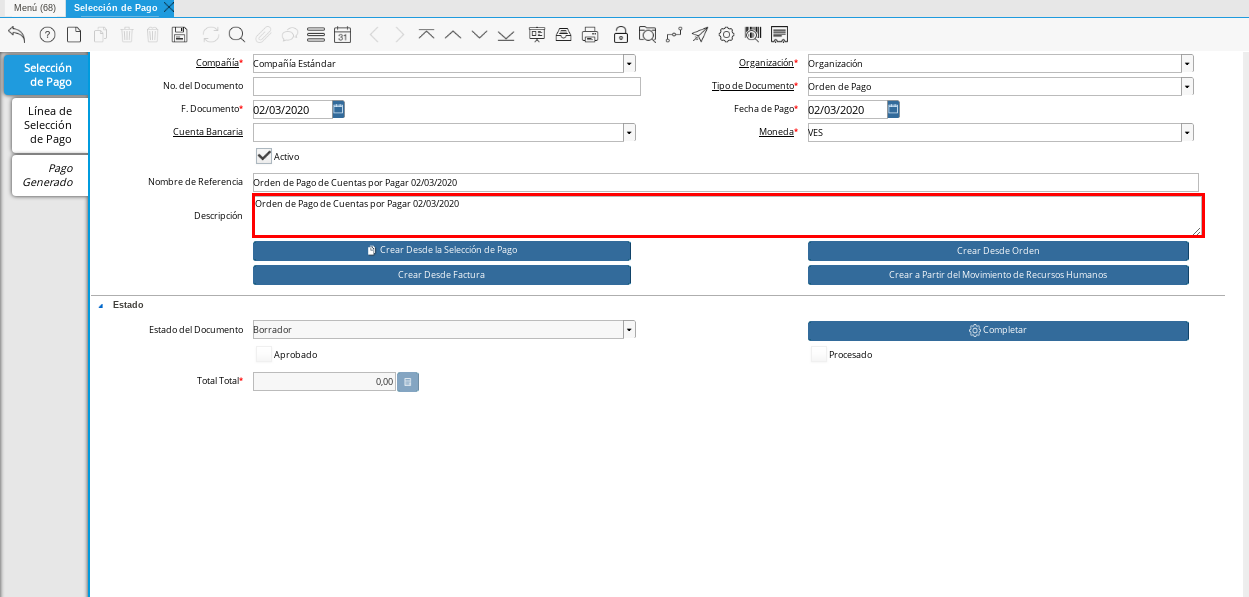 Menú (68) Selección de Pago
31
Selección de Pago
Línea de Selección de Pago
Pago Generado
Compañía* Compañía Estándar Organización* Organización
No. del Documento Tipo de Documento* Orden de Pago
F. Documento* 02/03/2020 Fecha de Pago* 02/03/2020
Cuenta Bancaria Moneda* VES
Activo
Nombre de Referencia Orden de Pago de Cuentas por Pagar 02/03/2020
Descripción Orden de Pago de Cuentas por Pagar 02/03/2020
Crear Desde la Selección de Pago Crear Desde Orden
Crear Desde Factura Crear a Partir del Movimiento de Recursos Humanos
Estado
Estado del Documento Borrador Completar
Aprobado Procesado
Total Total* 0,00